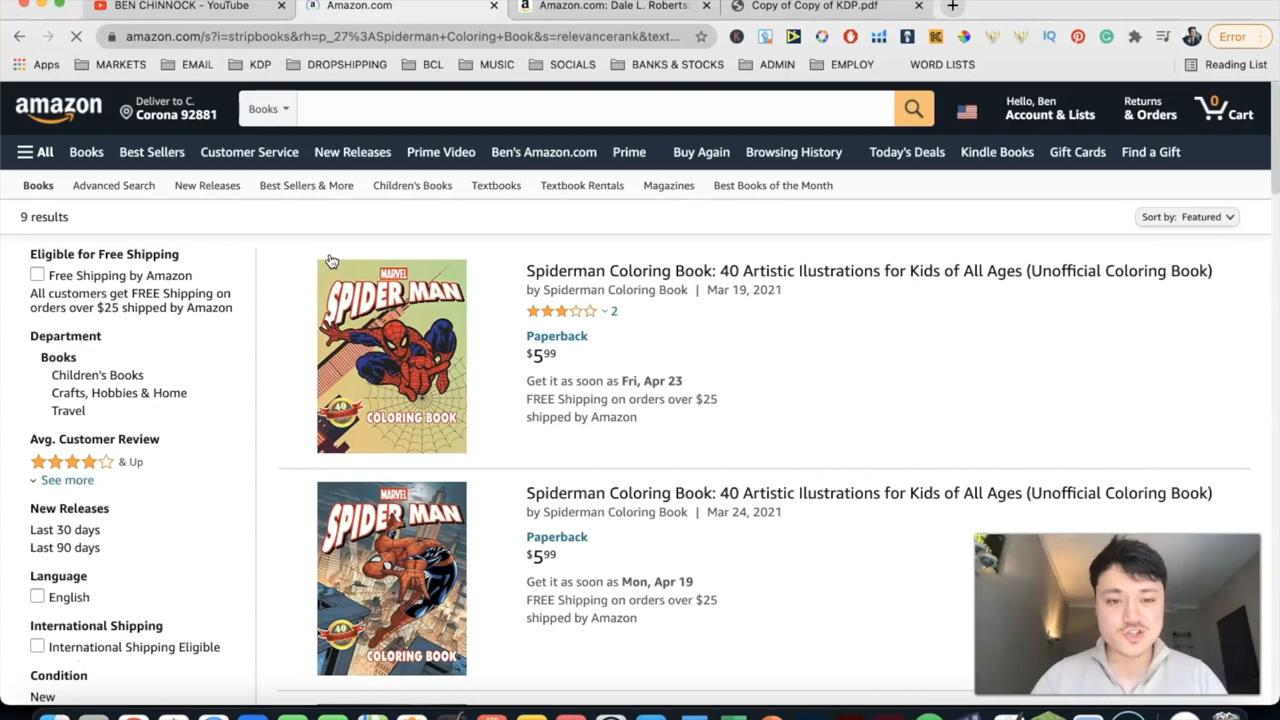 BEN CHINNOCK - YouTube
Amazon.com
Amazon.com: Dale L. Roberts:
Copy of Copy of KDP.pdf
amazon.com/s?i=stripbooks&rh=p_27%3ASpiderman+Coloring+Book&s=relevancerank&text...
Error
Apps
MARKETS
EMAIL
KDP
DROPSHIPPING
BCL
MUSIC
SOCIALS
BANKS & STOCKS
ADMIN
EMPLOY
WORD LISTS
Reading List
amazon
Deliver to C.
Corona 92881
Books
Hello, Ben
Account & Lists
Returns
& Orders
0
Cart
All
Books
Best Sellers
Customer Service
New Releases
Prime Video
Ben's Amazon.com
Prime
Buy Again
Browsing History
Today's Deals
Kindle Books
Gift Cards
Find a Gift
Books
Advanced Search
New Releases
Best Sellers & More
Children's Books
Textbooks
Textbook Rentals
Magazines
Best Books of the Month
9 results
Sort by: Featured
Eligible for Free Shipping
Free Shipping by Amazon
All customers get FREE Shipping on
orders over $25 shipped by Amazon
Department
Books
Children's Books
Crafts, Hobbies & Home
Travel
Avg. Customer Review
& Up
See more
New Releases
Last 30 days
Last 90 days
Language
English
International Shipping
International Shipping Eligible
Condition
New
MARVEL
SPIDER MAN
40
COLORING BOOK
Spiderman Coloring Book: 40 Artistic Ilustrations for Kids of All Ages (Unofficial Coloring Book)
by Spiderman Coloring Book | Mar 19, 2021
2
Paperback
$5 99
Get it as soon as Fri, Apr 23
FREE Shipping on orders over $25
shipped by Amazon
MARVEL
SPIDER MAN
40
COLORING BOOK
Spiderman Coloring Book: 40 Artistic Ilustrations for Kids of All Ages (Unofficial Coloring Book)
by Spiderman Coloring Book | Mar 24, 2021
Paperback
$5 99
Get it as soon as Mon, Apr 19
FREE Shipping on orders over $25
shipped by Amazon